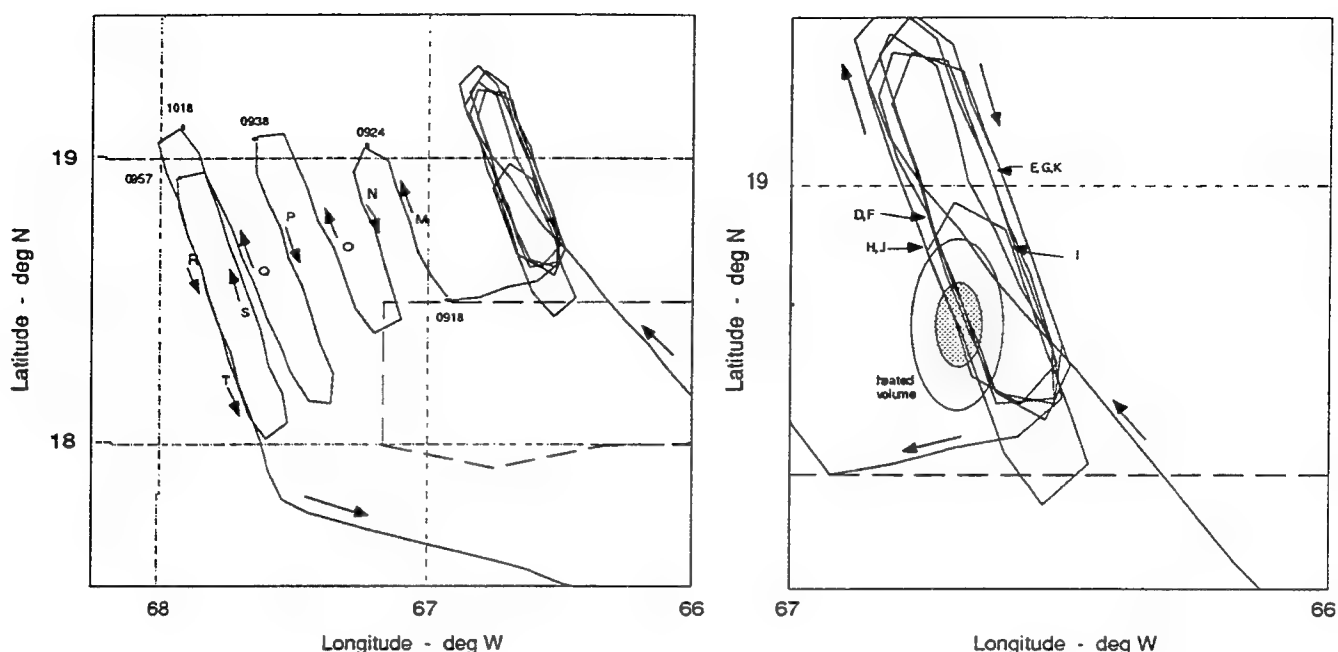 1018
0938
0924
19
0957
N
P
M
R
O
Q
S
0918
T
18
68
67
66
Latitude - deg N
Longitude - deg W
E,G,K
19
D,F
H,J
I
heated
volume
67
66
Latitude - deg N
Longitude - deg W